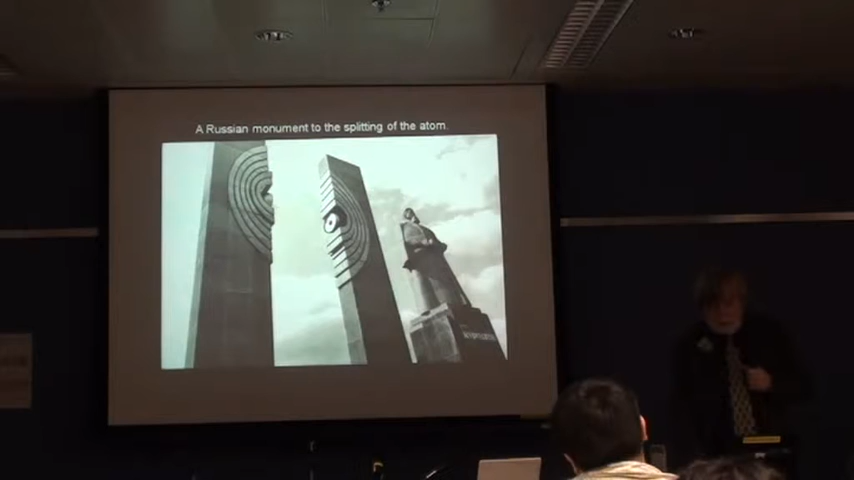 A Russian monument to the splitting of the atom.